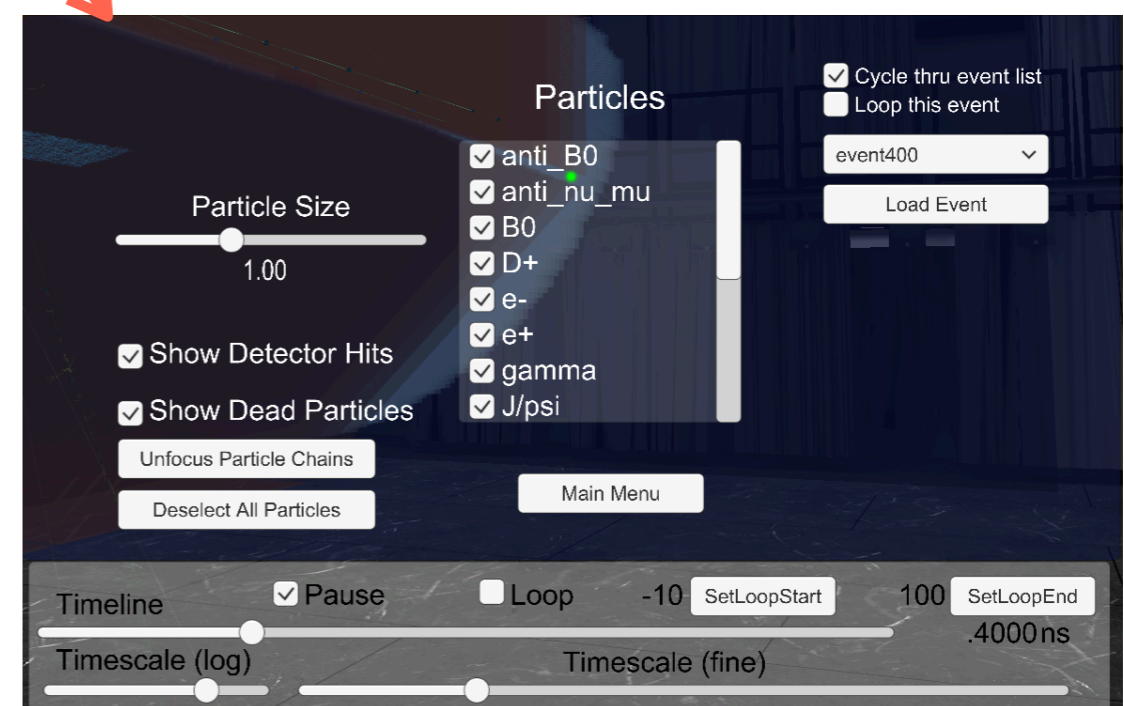 Cycle thru event list
Loop this event
event400
Load Event
Particles
anti_B0
anti_nu_mu
B0
D+
e-
e+
gamma
J/psi
Particle Size
1.00
Show Detector Hits
Show Dead Particles
Unfocus Particle Chains
Deselect All Particles
Main Menu
Timeline Pause Loop -10 SetLoopStart 100 SetLoopEnd
.4000ns
Timescale (log) Timescale (fine)